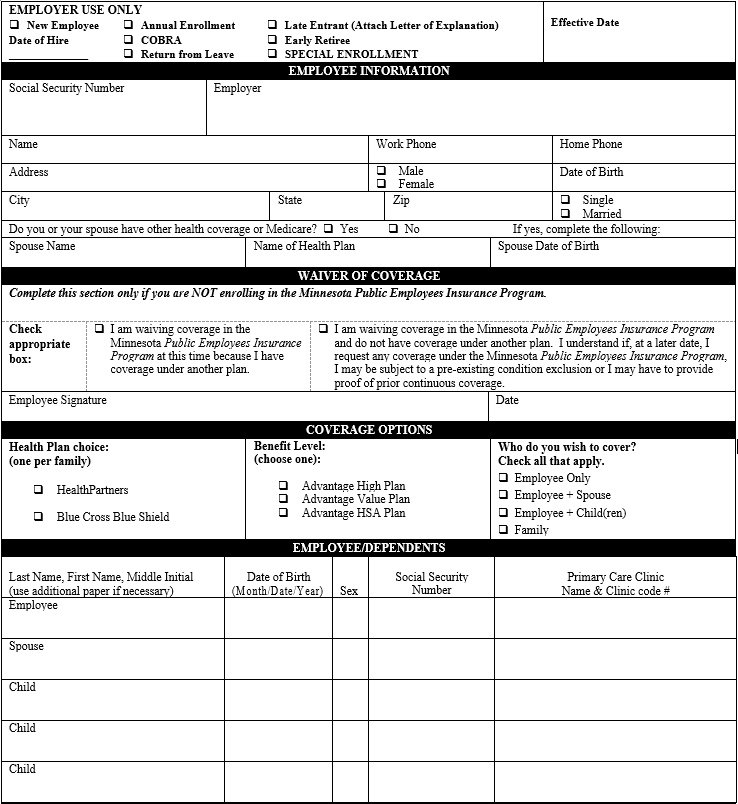 EMPLOYER USE ONLY
❑ New Employee ❑ Annual Enrollment ❑ Late Entrant (Attach Letter of Explanation) Effective Date
Date of Hire ❑ COBRA ❑ Early Retiree
______________ ❑ Return from Leave ❑ SPECIAL ENROLLMENT
EMPLOYEE INFORMATION
Social Security Number Employer
Name Work Phone Home Phone
Address ❑ Male Date of Birth
❑ Female
City State Zip ❑ Single
❑ Married
Do you or your spouse have other health coverage or Medicare? ❑ Yes ❑ No If yes, complete the following:
Spouse Name Name of Health Plan Spouse Date of Birth
WAIVER OF COVERAGE
Complete this section only if you are NOT enrolling in the Minnesota Public Employees Insurance Program.
Check
appropriate
box:
❑ I am waiving coverage in the
Minnesota Public Employees Insurance
Program at this time because I have
coverage under another plan.
❑ I am waiving coverage in the Minnesota Public Employees Insurance Program
and do not have coverage under another plan. I understand if, at a later date, I
request any coverage under the Minnesota Public Employees Insurance Program,
I may be subject to a pre-existing condition exclusion or I may have to provide
proof of prior continuous coverage.
Employee Signature Date
COVERAGE OPTIONS
Health Plan choice:
(one per family)
❑ HealthPartners
❑ Blue Cross Blue Shield
Benefit Level:
(choose one):
❑ Advantage High Plan
❑ Advantage Value Plan
❑ Advantage HSA Plan
Who do you wish to cover?
Check all that apply.
❑ Employee Only
❑ Employee + Spouse
❑ Employee + Child(ren)
❑ Family
EMPLOYEE/DEPENDENTS
Last Name, First Name, Middle Initial
(use additional paper if necessary)
Date of Birth
(Month/Date/Year)
Sex
Social Security
Number
Primary Care Clinic
Name & Clinic code #
Employee
Spouse
Child
Child
Child